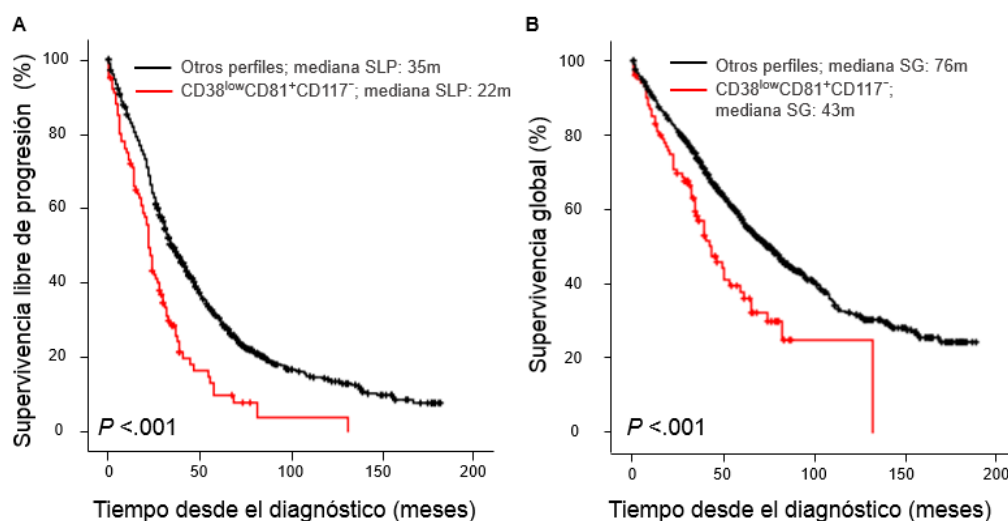 A
Supervivencia libre de progresión (%)
100
80
60
40
20
0
Otros perfiles; mediana SLP: 35m
CD38lowCD81+CD117-; mediana SLP: 22m
P <.001
0 50 100 150 200
Tiempo desde el diagnóstico (meses)
B
Supervivencia global (%)
100
80
60
40
20
0
Otros perfiles; mediana SG: 76m
CD38lowCD81+CD117-;
mediana SG: 43m
P <.001
0 50 100 150 200
Tiempo desde el diagnóstico (meses)